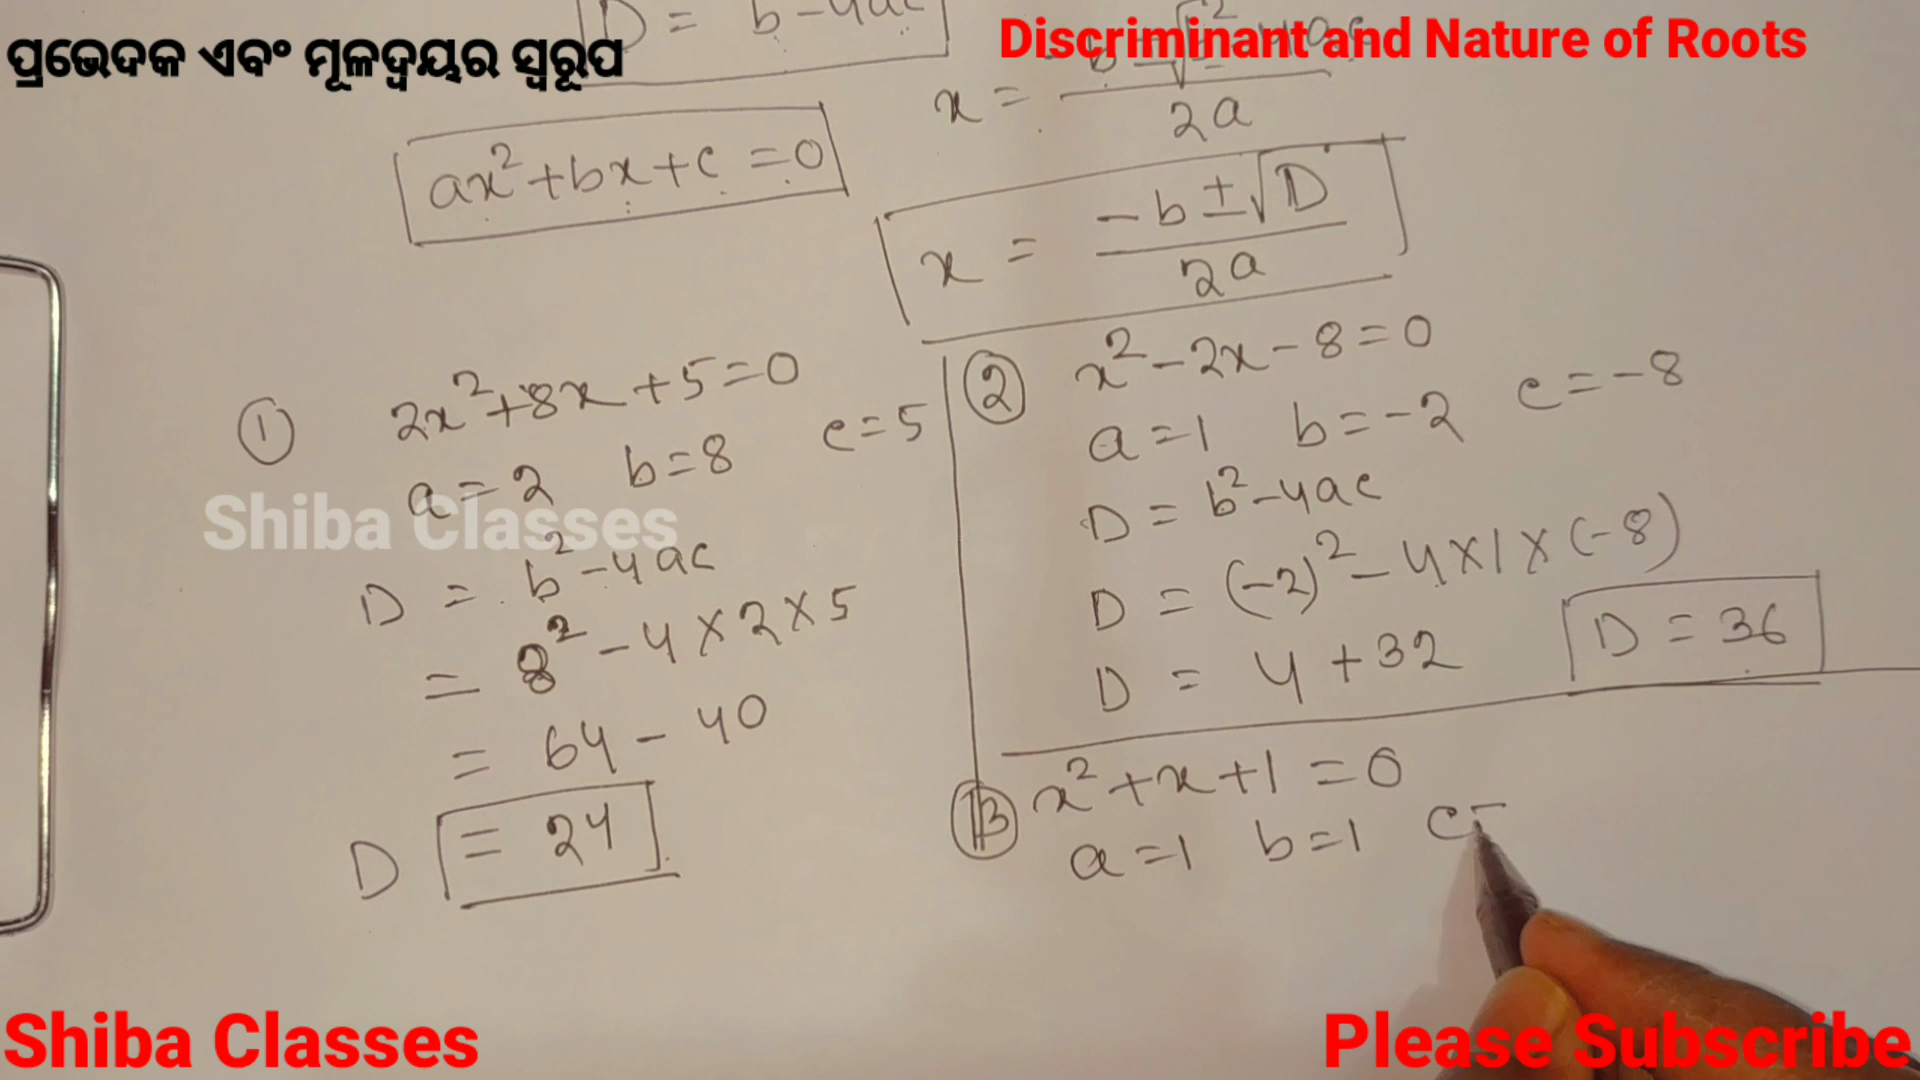 D = b-4ac
ପ୍ରଭେଦକ ଏବଂ ମୂଳଦ୍ୱୟର ସ୍ୱରୂପ
Discriminant and Nature of Roots
x =
2a
ax²+bx+c=0
x = -b±√D
2a
① 2x²+8x+5=0
a=2 b=8 c=5
Shiba Classes
D = b²-4ac
= 8²-4×2×5
= 64-40
D = 24
② x²-2x-8=0
a=1 b=-2 c=-8
D = b²-4ac
D = (-2)²-4×1×(-8)
D = 4+32
D = 36
③ x²+x+1=0
a=1 b=1 c
Shiba Classes
Please Subscribe